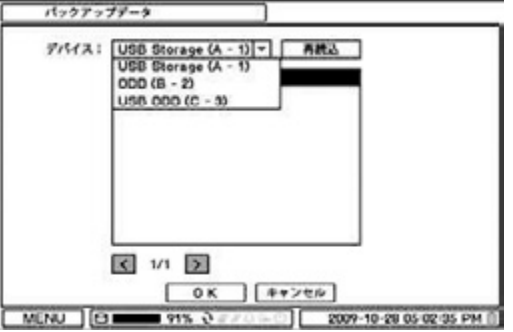 バックアップデータ
デバイス： USB Storage (A - 1) 再読込
USB Storage (A - 1)
ODD (B - 2)
USB ODD (C - 3)
< 1/1 >
OK キャンセル
MENU 91% 2009-10-28 05:02:35 PM